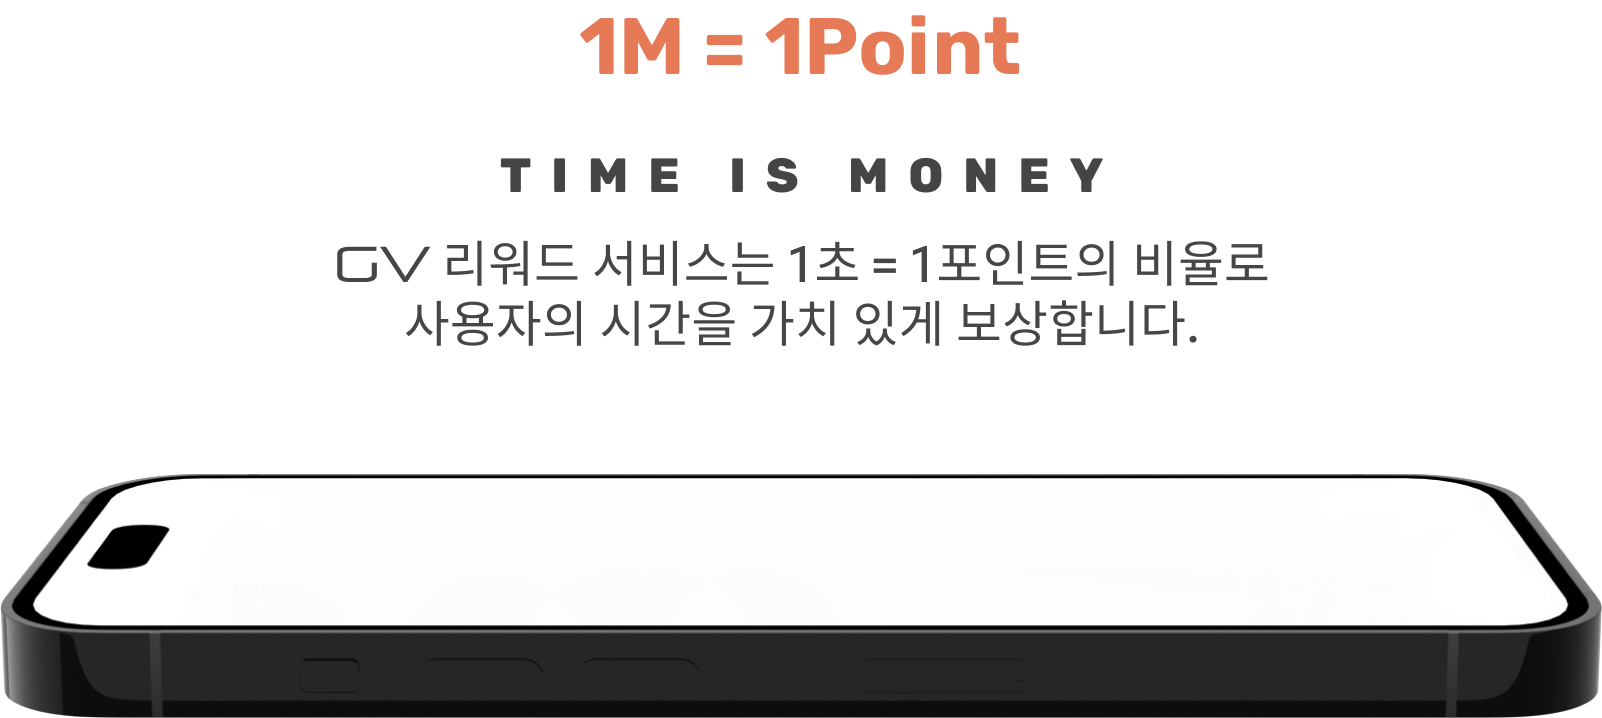 1M = 1Point
TIME IS MONEY
GV 리워드 서비스는 1초 = 1포인트의 비율로
사용자의 시간을 가치 있게 보상합니다.